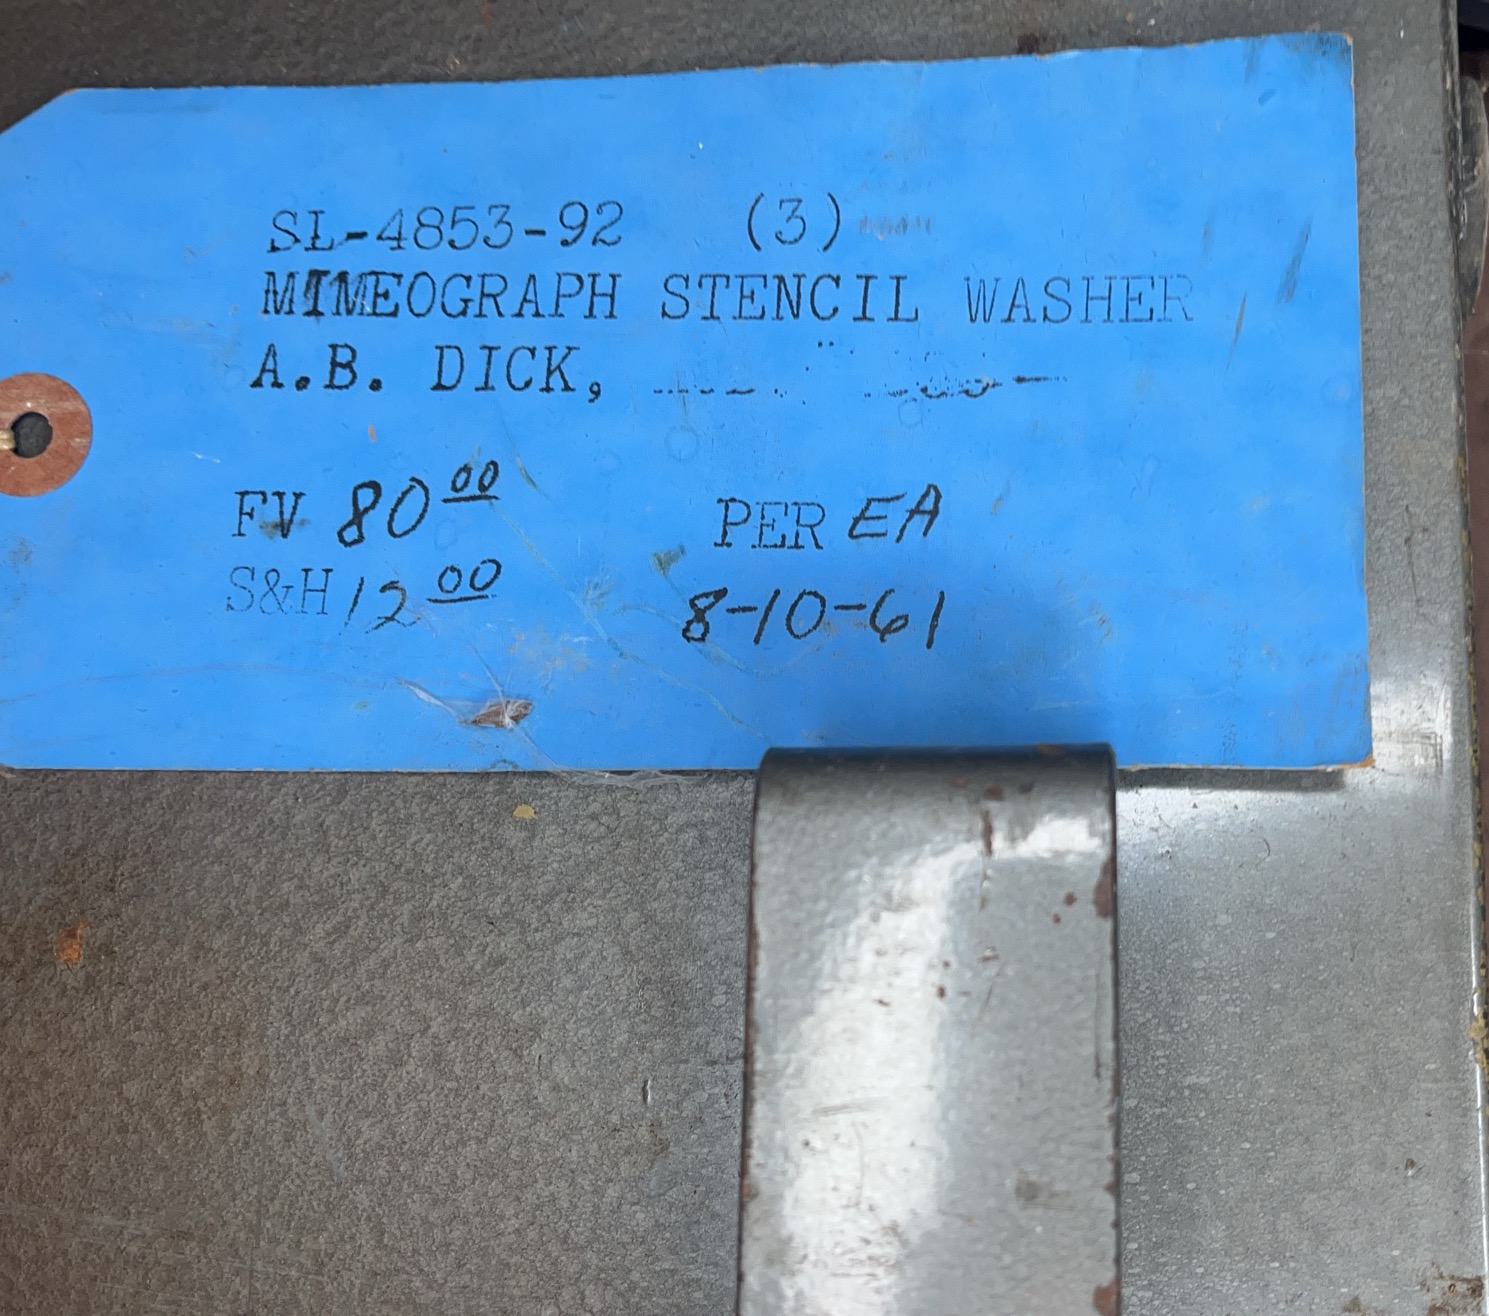 SL-4853-92 (3)
MIMEOGRAPH STENCIL WASHER
A.B. DICK,
FV 80 00 PER EA
S&H 12 00 8-10-61